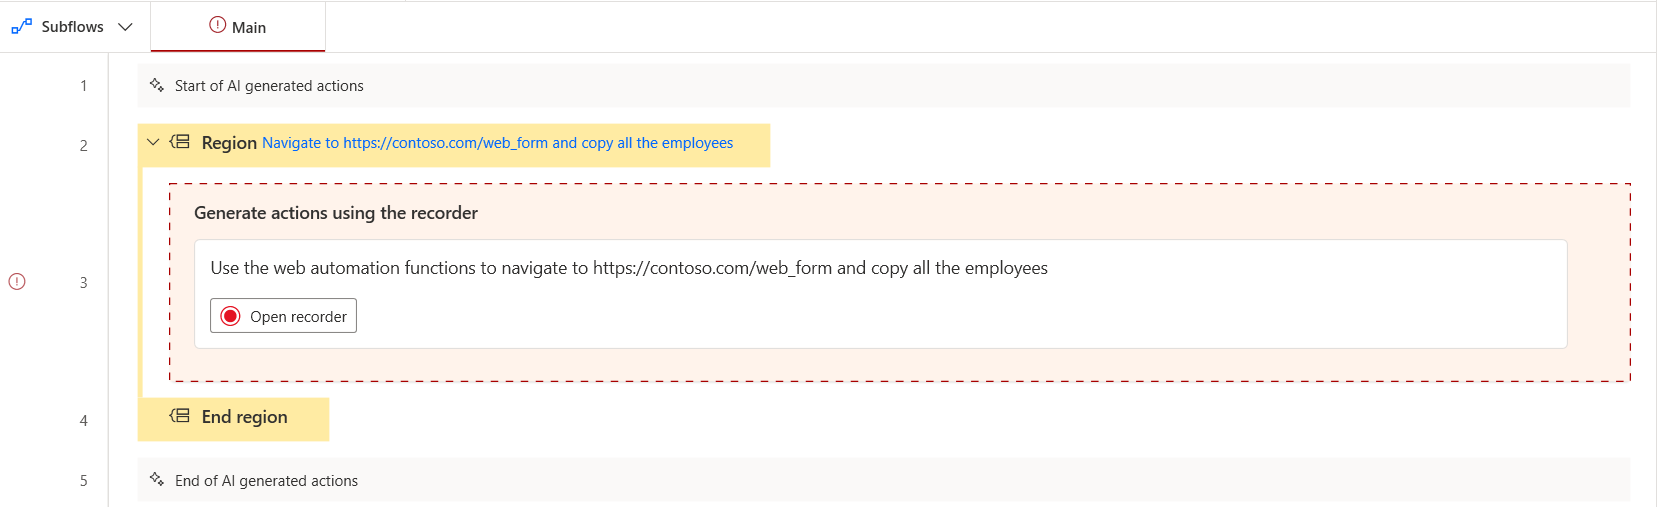 Subflows
Main
1
Start of AI generated actions
2
Region Navigate to https://contoso.com/web_form and copy all the employees
Generate actions using the recorder
3
Use the web automation functions to navigate to https://contoso.com/web_form and copy all the employees
Open recorder
4
End region
5
End of AI generated actions